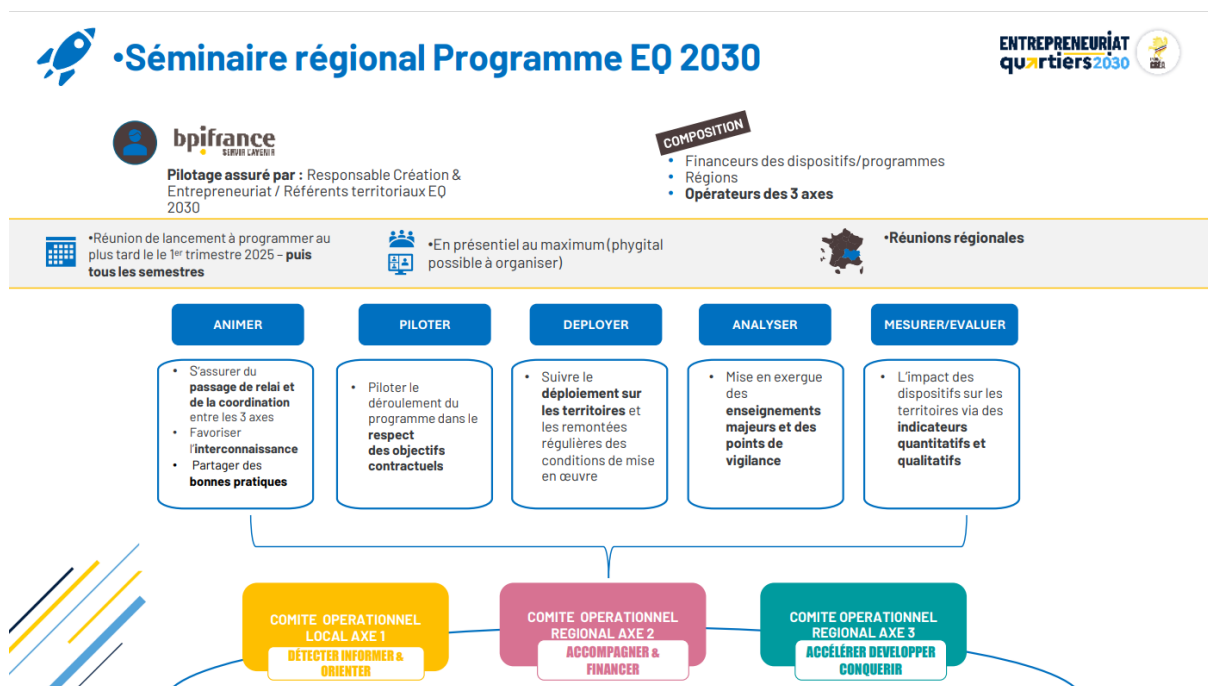 •Séminaire régional Programme EQ 2030
ENTREPRENEURIAT
quartiers2030
bpifrance
SERVIR L'AVENIR
Pilotage assuré par : Responsable Création &
Entrepreneuriat / Référents territoriaux EQ
2030
COMPOSITION
• Financeurs des dispositifs/programmes
• Régions
• Opérateurs des 3 axes
•Réunion de lancement à programmer au
plus tard le le 1er trimestre 2025 – puis
tous les semestres
•En présentiel au maximum (phygital
possible à organiser)
•Réunions régionales
ANIMER
• S'assurer du
passage de relai et
de la coordination
entre les 3 axes
• Favoriser
l'interconnaissance
• Partager des
bonnes pratiques
PILOTER
• Piloter le
déroulement du
programme dans le
respect
des objectifs
contractuels
DEPLOYER
• Suivre le
déploiement sur
les territoires et
les remontées
régulières des
conditions de mise
en œuvre
ANALYSER
• Mise en exergue
des
enseignements
majeurs et des
points de
vigilance
MESURER/EVALUER
• L'impact des
dispositifs sur les
territoires via des
indicateurs
quantitatifs et
qualitatifs
COMITE OPERATIONNEL
LOCAL AXE 1
DÉTECTER INFORMER &
ORIENTER
COMITE OPERATIONNEL
REGIONAL AXE 2
ACCOMPAGNER &
FINANCER
COMITE OPERATIONNEL
REGIONAL AXE 3
ACCÉLÉRER DEVELOPPER
CONQUERIR